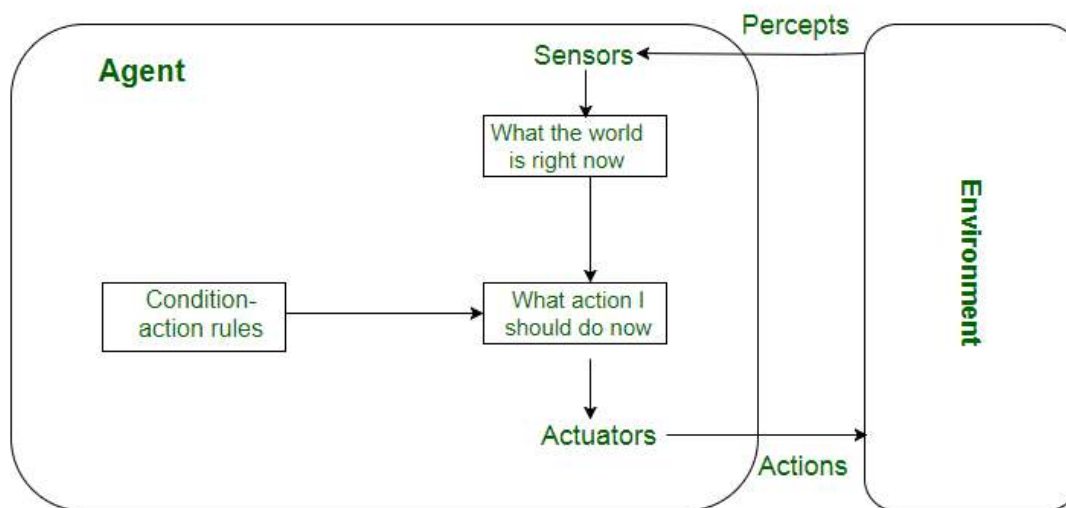 Percepts
Agent
Sensors
What the world
is right now
Environment
Condition-
action rules
What action I
should do now
Actuators
Actions